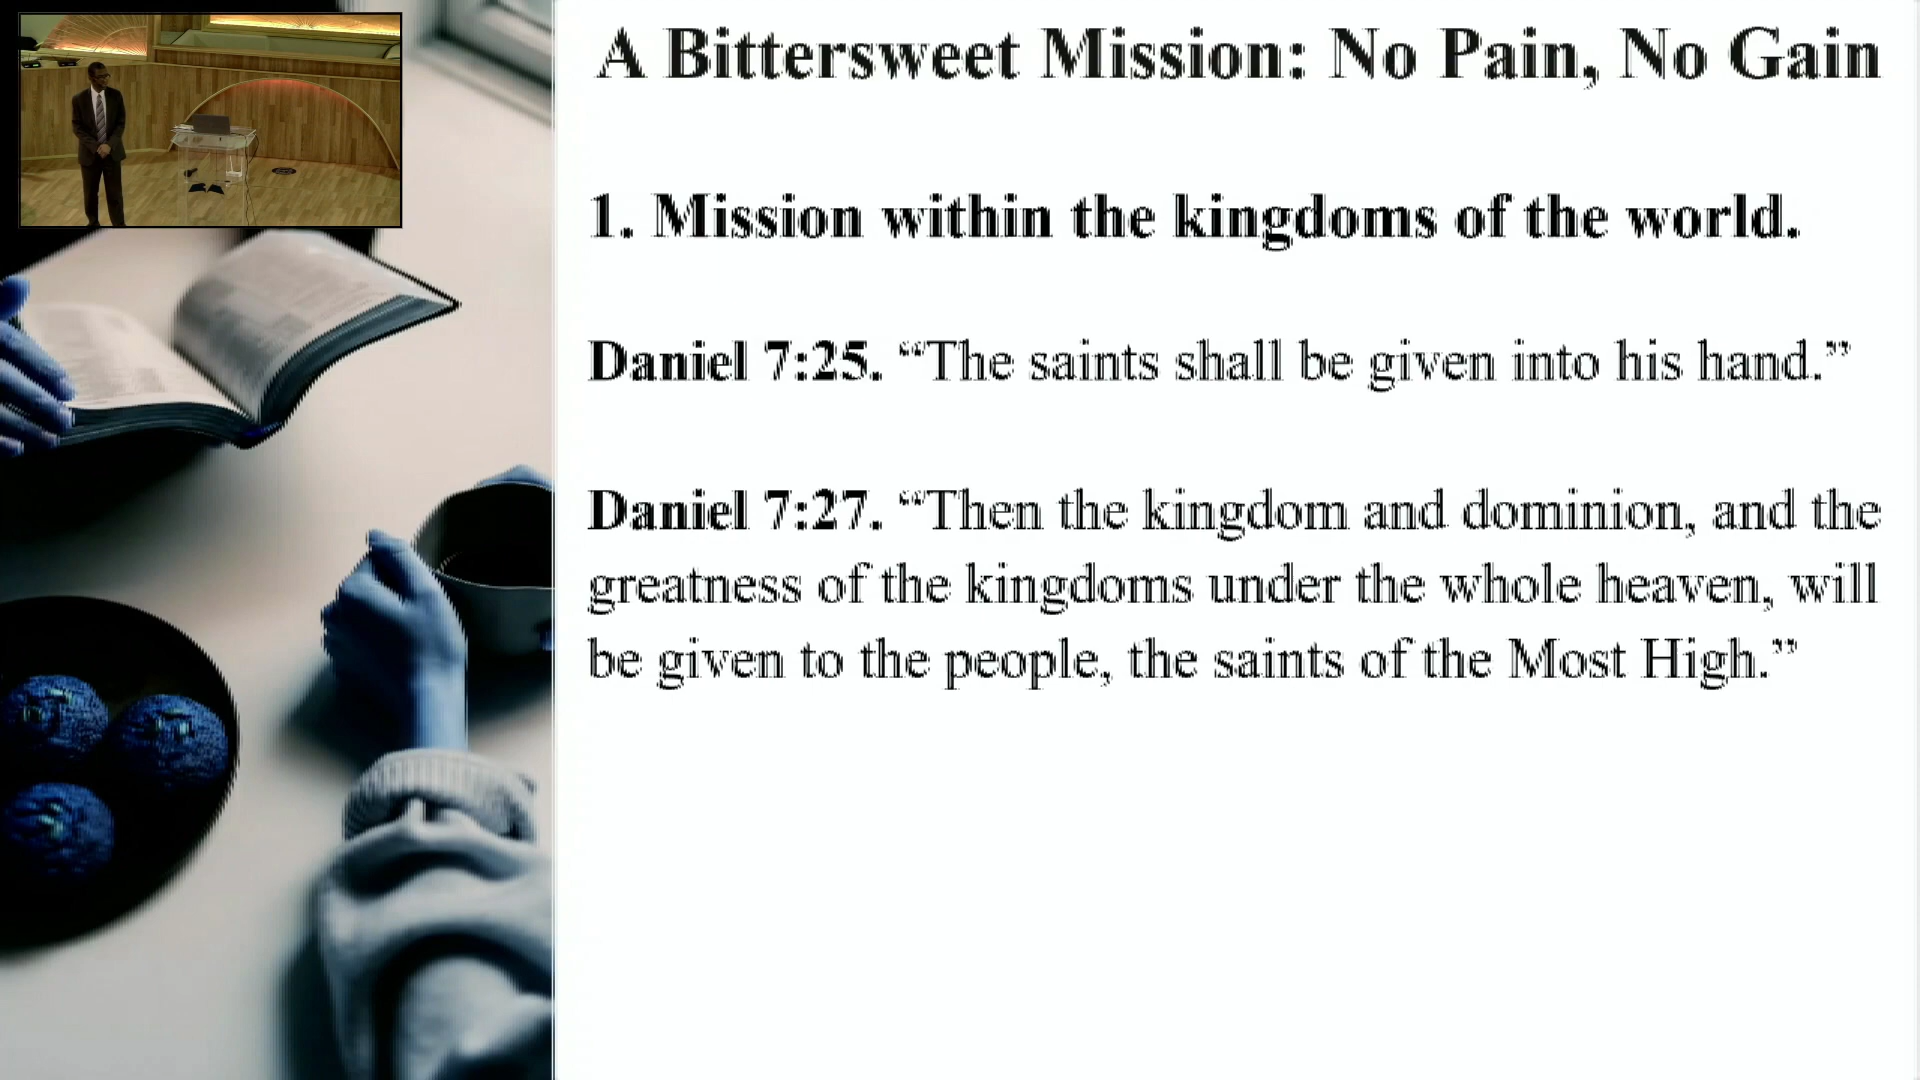 A Bittersweet Mission: No Pain, No Gain
1. Mission within the kingdoms of the world.
Daniel 7:25. “The saints shall be given into his hand.”
Daniel 7:27. “Then the kingdom and dominion, and the
greatness of the kingdoms under the whole heaven, will
be given to the people, the saints of the Most High.”